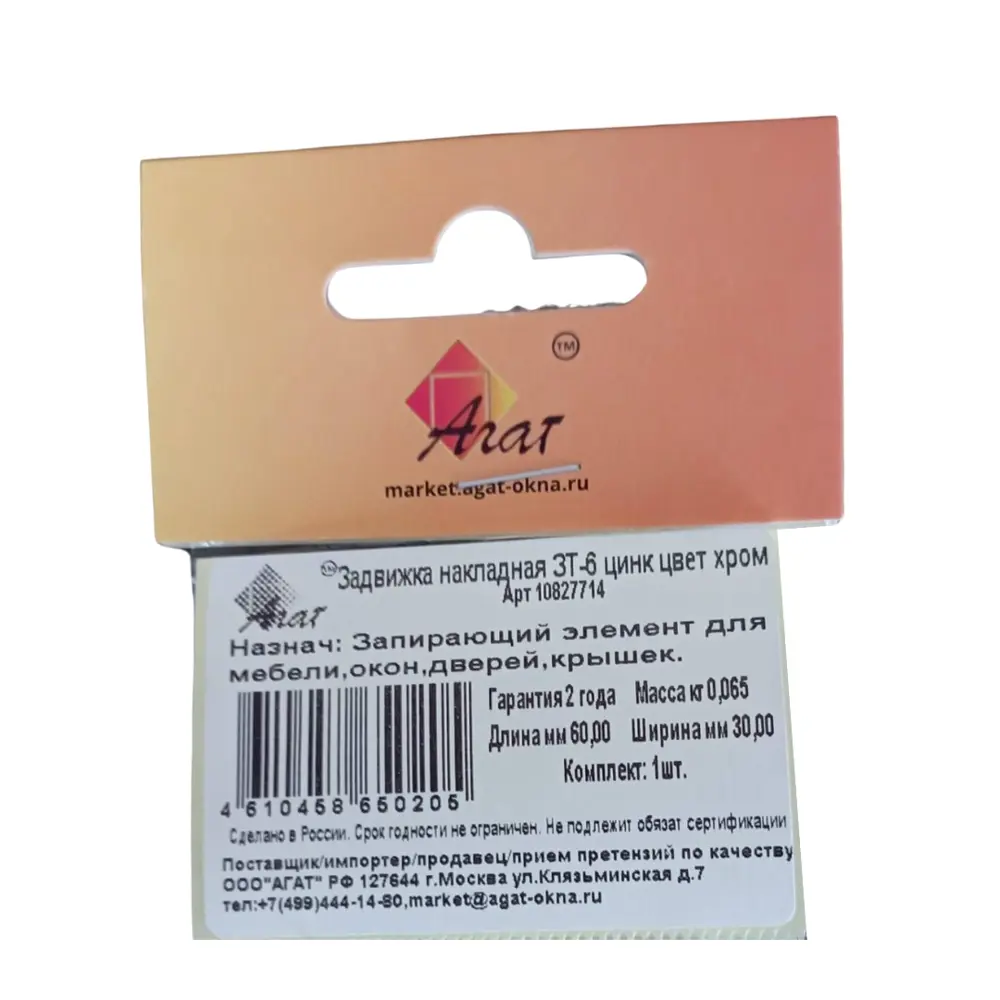 TM
Агат
market.agat-okna.ru
Агат
TM Задвижка накладная ЗТ-6 цинк цвет хром
Арт 10827714
Назнач: Запирающий элемент для
мебели,окон,дверей,крышек.
Гарантия 2 года Масса кг 0,065
Длина мм 60,00 Ширина мм 30,00
Комплект: 1шт.
4 610458 650205
Сделано в России. Срок годности не ограничен. Не подлежит обязат сертификации
Поставщик/импортер/продавец/прием претензий по качеству
ООО"АГАТ" РФ 127644 г.Москва ул.Клязьминская д.7
тел:+7(499)444-14-80,market@agat-okna.ru